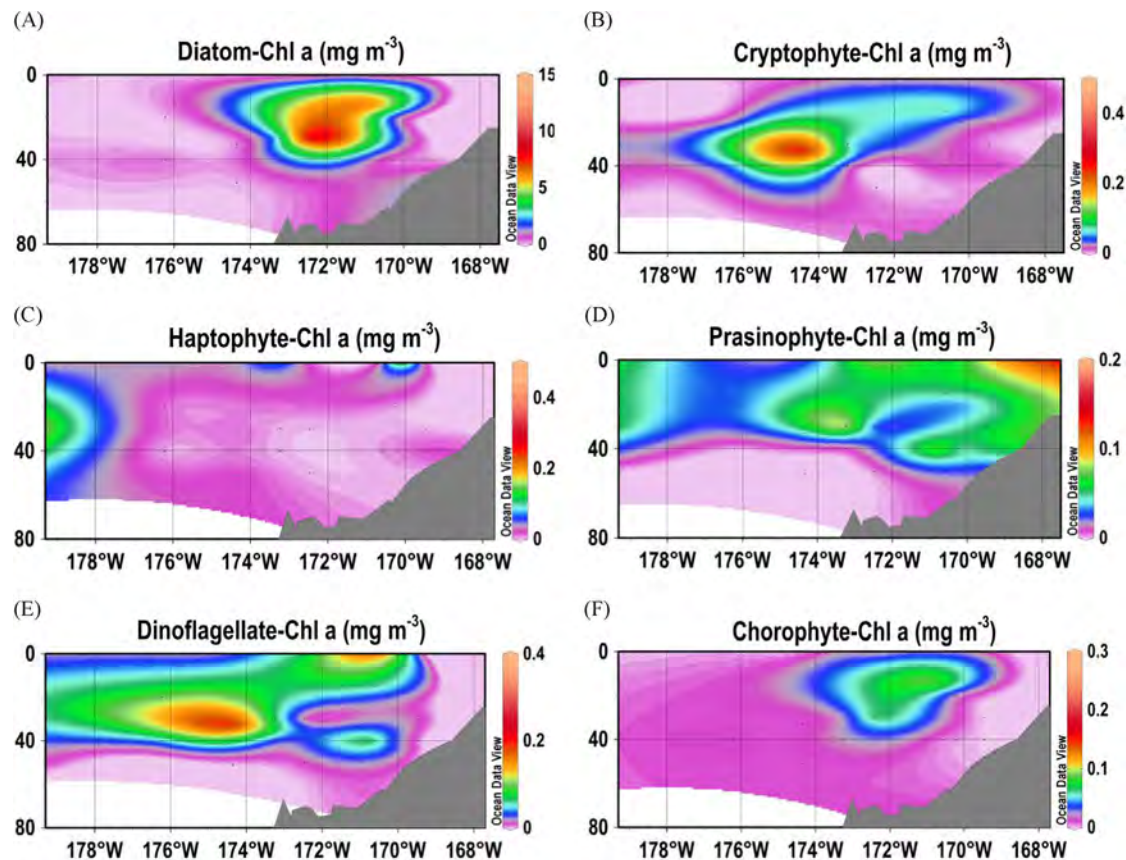 (A)
Diatom-Chl a (mg m-3)
0
40
80
178°W 176°W 174°W 172°W 170°W 168°W
15
10
5
0
Ocean Data View
(B)
Cryptophyte-Chl a (mg m-3)
0
40
80
178°W 176°W 174°W 172°W 170°W 168°W
0.4
0.2
0
Ocean Data View
(C)
Haptophyte-Chl a (mg m-3)
0
40
80
178°W 176°W 174°W 172°W 170°W 168°W
0.4
0.2
0
Ocean Data View
(D)
Prasinophyte-Chl a (mg m-3)
0
40
80
178°W 176°W 174°W 172°W 170°W 168°W
0.2
0.1
0
Ocean Data View
(E)
Dinoflagellate-Chl a (mg m-3)
0
40
80
178°W 176°W 174°W 172°W 170°W 168°W
0.4
0.2
0
Ocean Data View
(F)
Chorophyte-Chl a (mg m-3)
0
40
80
178°W 176°W 174°W 172°W 170°W 168°W
0.3
0.2
0.1
0
Ocean Data View